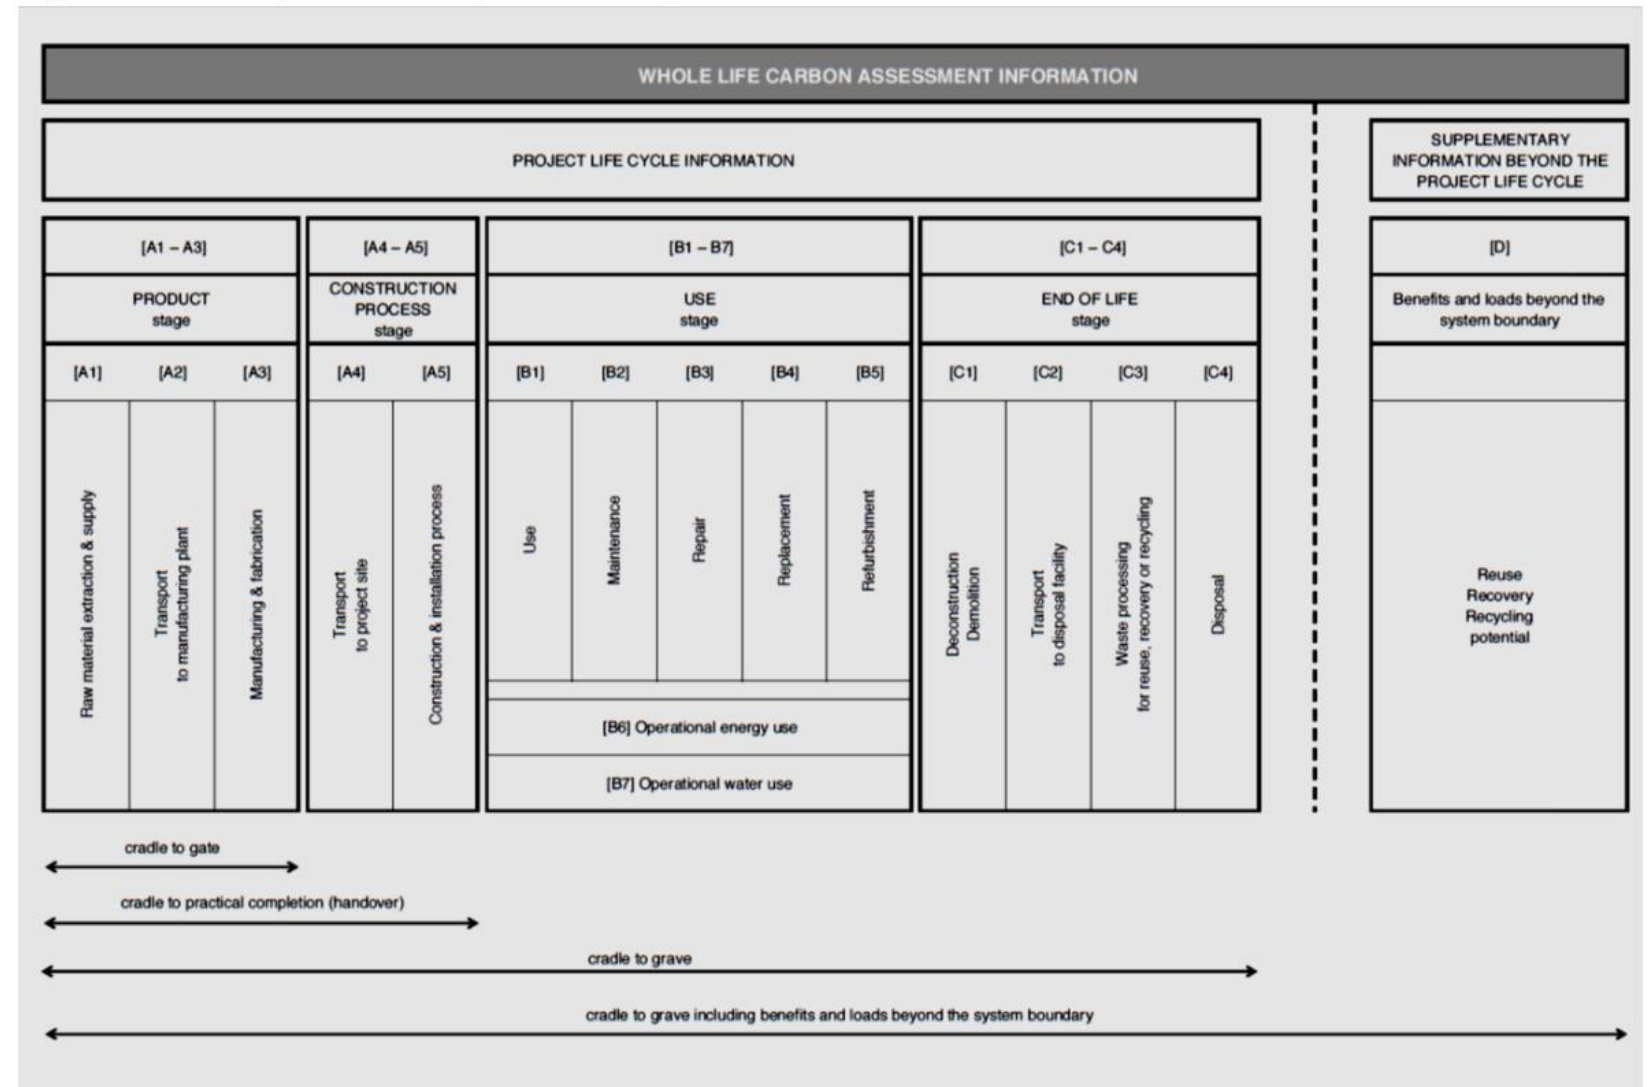 WHOLE LIFE CARBON ASSESSMENT INFORMATION
PROJECT LIFE CYCLE INFORMATION
SUPPLEMENTARY
INFORMATION BEYOND THE
PROJECT LIFE CYCLE
[A1 – A3]
PRODUCT
stage
[A4 – A5]
CONSTRUCTION
PROCESS
stage
[B1 – B7]
USE
stage
[C1 – C4]
END OF LIFE
stage
[D]
Benefits and loads beyond the
system boundary
[A1]
[A2]
[A3]
[A4]
[A5]
[B1]
[B2]
[B3]
[B4]
[B5]
[C1]
[C2]
[C3]
[C4]
Raw material extraction & supply
Transport
to manufacturing plant
Manufacturing & fabrication
Transport
to project site
Construction & installation process
Use
Maintenance
Repair
Replacement
Refurbishment
[B6] Operational energy use
[B7] Operational water use
Deconstruction
Demolition
Transport
to disposal facility
Waste processing
for reuse, recovery or recycling
Disposal
Reuse
Recovery
Recycling
potential
cradle to gate
cradle to practical completion (handover)
cradle to grave
cradle to grave including benefits and loads beyond the system boundary